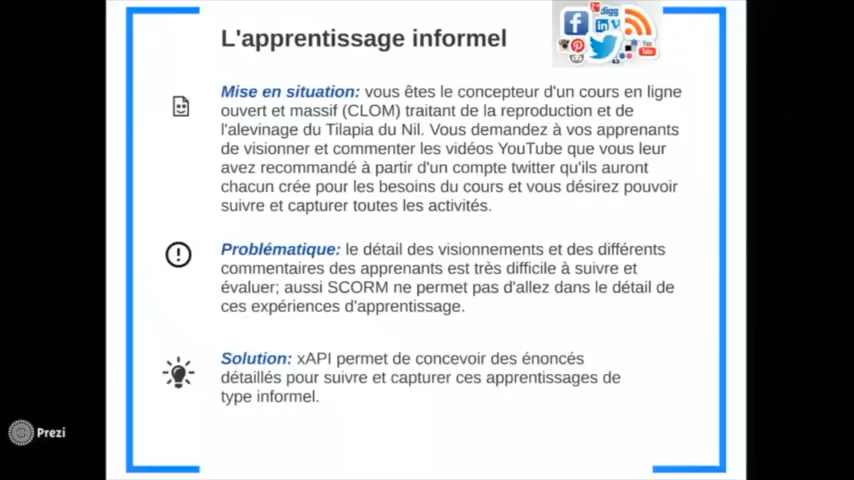 L'apprentissage informel
Mise en situation: vous êtes le concepteur d'un cours en ligne
ouvert et massif (CLOM) traitant de la reproduction et de
l'alevinage du Tilapia du Nil. Vous demandez à vos apprenants
de visionner et commenter les vidéos YouTube que vous leur
avez recommandé à partir d'un compte twitter qu'ils auront
chacun crée pour les besoins du cours et vous désirez pouvoir
suivre et capturer toutes les activités.
Problématique: le détail des visionnements et des différents
commentaires des apprenants est très difficile à suivre et
évaluer; aussi SCORM ne permet pas d'allez dans le détail de
ces expériences d'apprentissage.
Solution: xAPI permet de concevoir des énoncés
détaillés pour suivre et capturer ces apprentissages de
type informel.
Prezi
digg
in